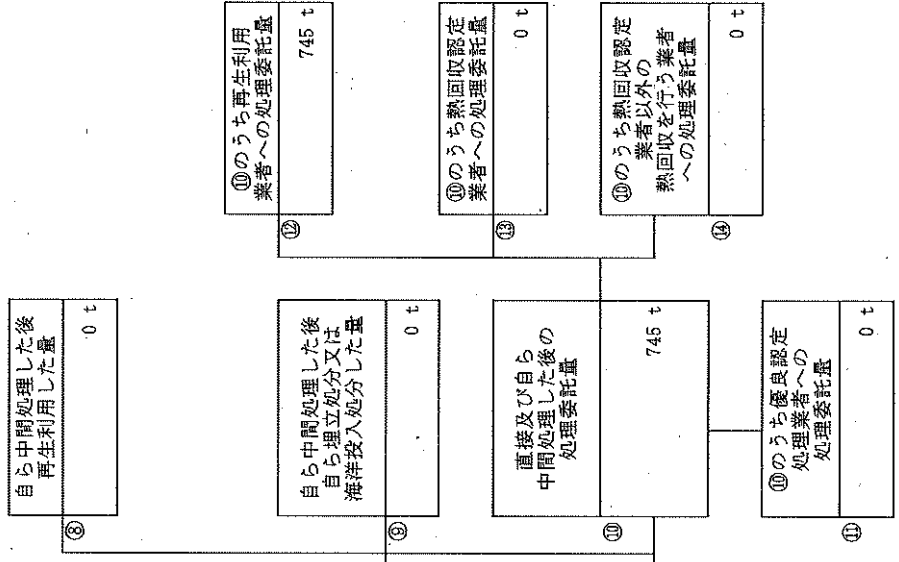 ⑧
自ら中間処理した後
再生利用した量
0 t
⑨
自ら中間処理した後
自ら埋立処分又は
海洋投入処分した量
0 t
⑩
直接及び自ら
中間処理した後の
処理委託量
745 t
⑪
⑩のうち優良認定
処理業者への
処理委託量
0 t
⑫
⑩のうち再生利用
業者への処理委託量
745 t
⑬
⑩のうち熱回収認定
業者への処理委託量
0 t
⑭
⑩のうち熱回収認定
業者以外の
熱回収を行う業者
への処理委託量
0 t